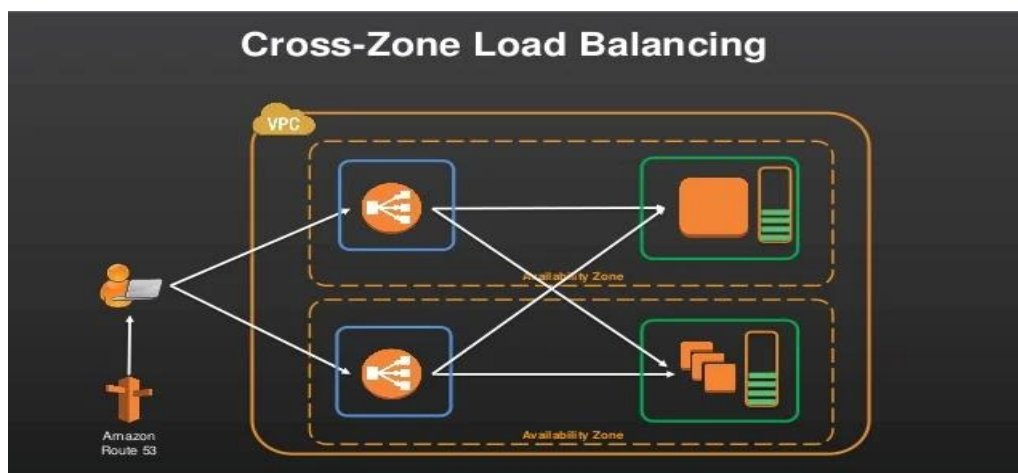 Cross-Zone Load Balancing
VPC
Availability Zone
Availability Zone
Amazon
Route 53